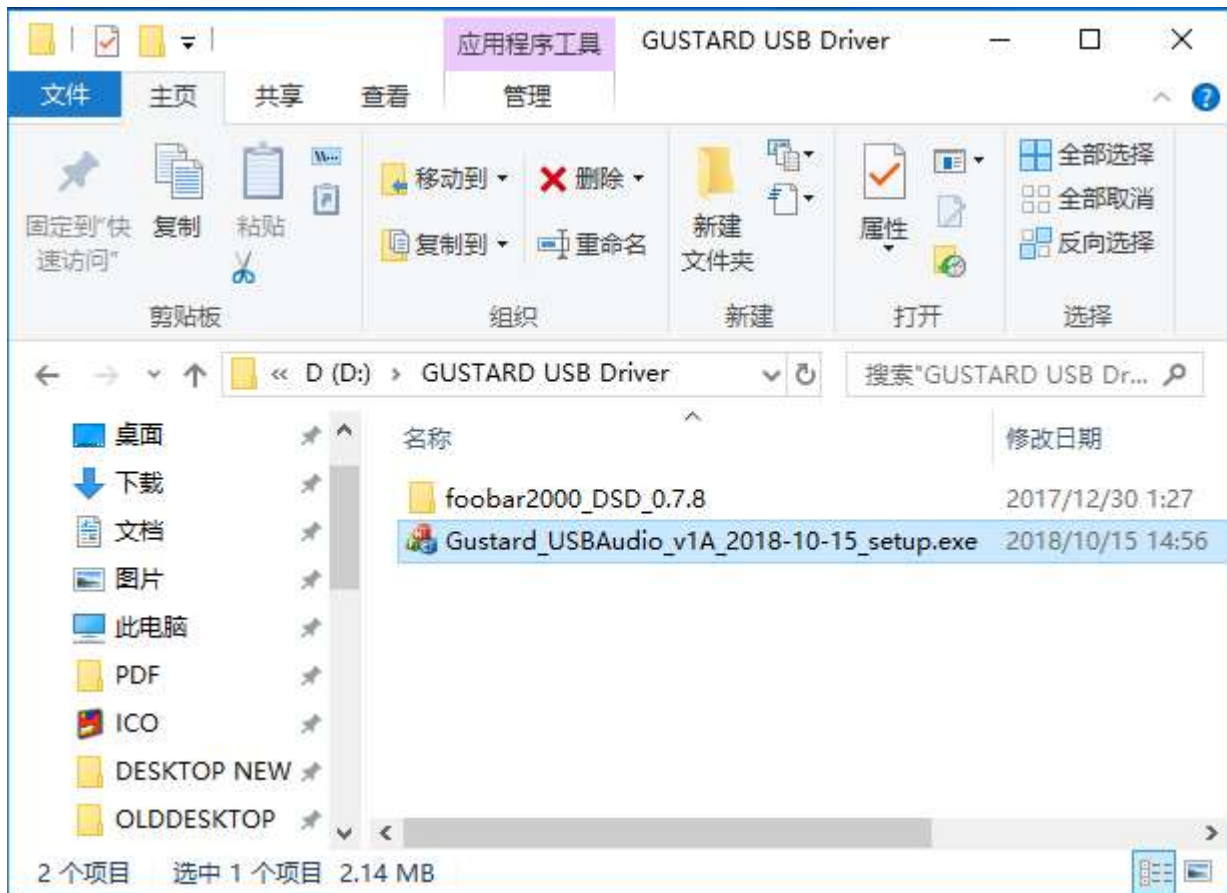 应用程序工具 GUSTARD USB Driver
文件 主页 共享 查看 管理
固定到"快速访问"
复制
粘贴
剪贴板
移动到
复制到
删除
重命名
组织
新建
文件夹
新建
属性
打开
全部选择
全部取消
反向选择
选择
« D (D:) › GUSTARD USB Driver
搜索"GUSTARD USB Dr...
桌面
下载
文档
图片
此电脑
PDF
ICO
DESKTOP NEW
OLDDESKTOP
名称 修改日期
foobar2000_DSD_0.7.8 2017/12/30 1:27
Gustard_USBAudio_v1A_2018-10-15_setup.exe 2018/10/15 14:56
2 个项目 选中 1 个项目 2.14 MB